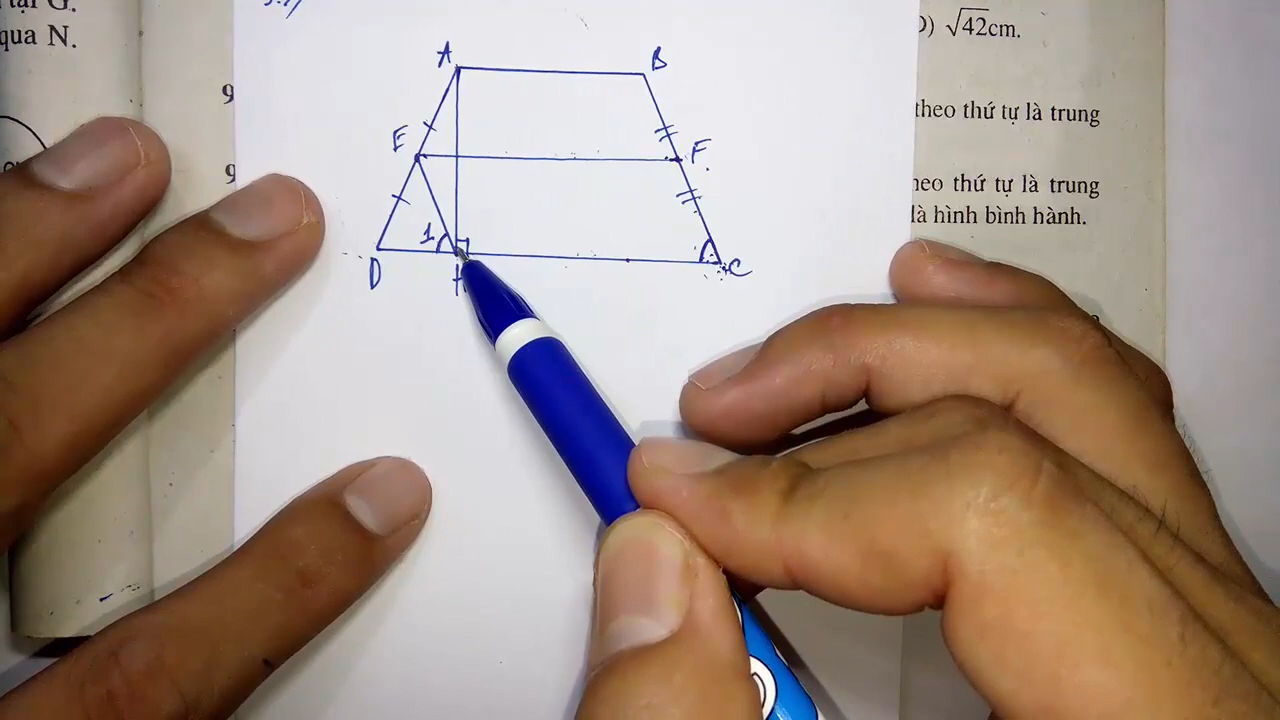 tại G.
qua N.
9
9
D) √42cm.
theo thứ tự là trung
heo thứ tự là trung
là hình bình hành.
A
B
E
F.
1
D
H
C